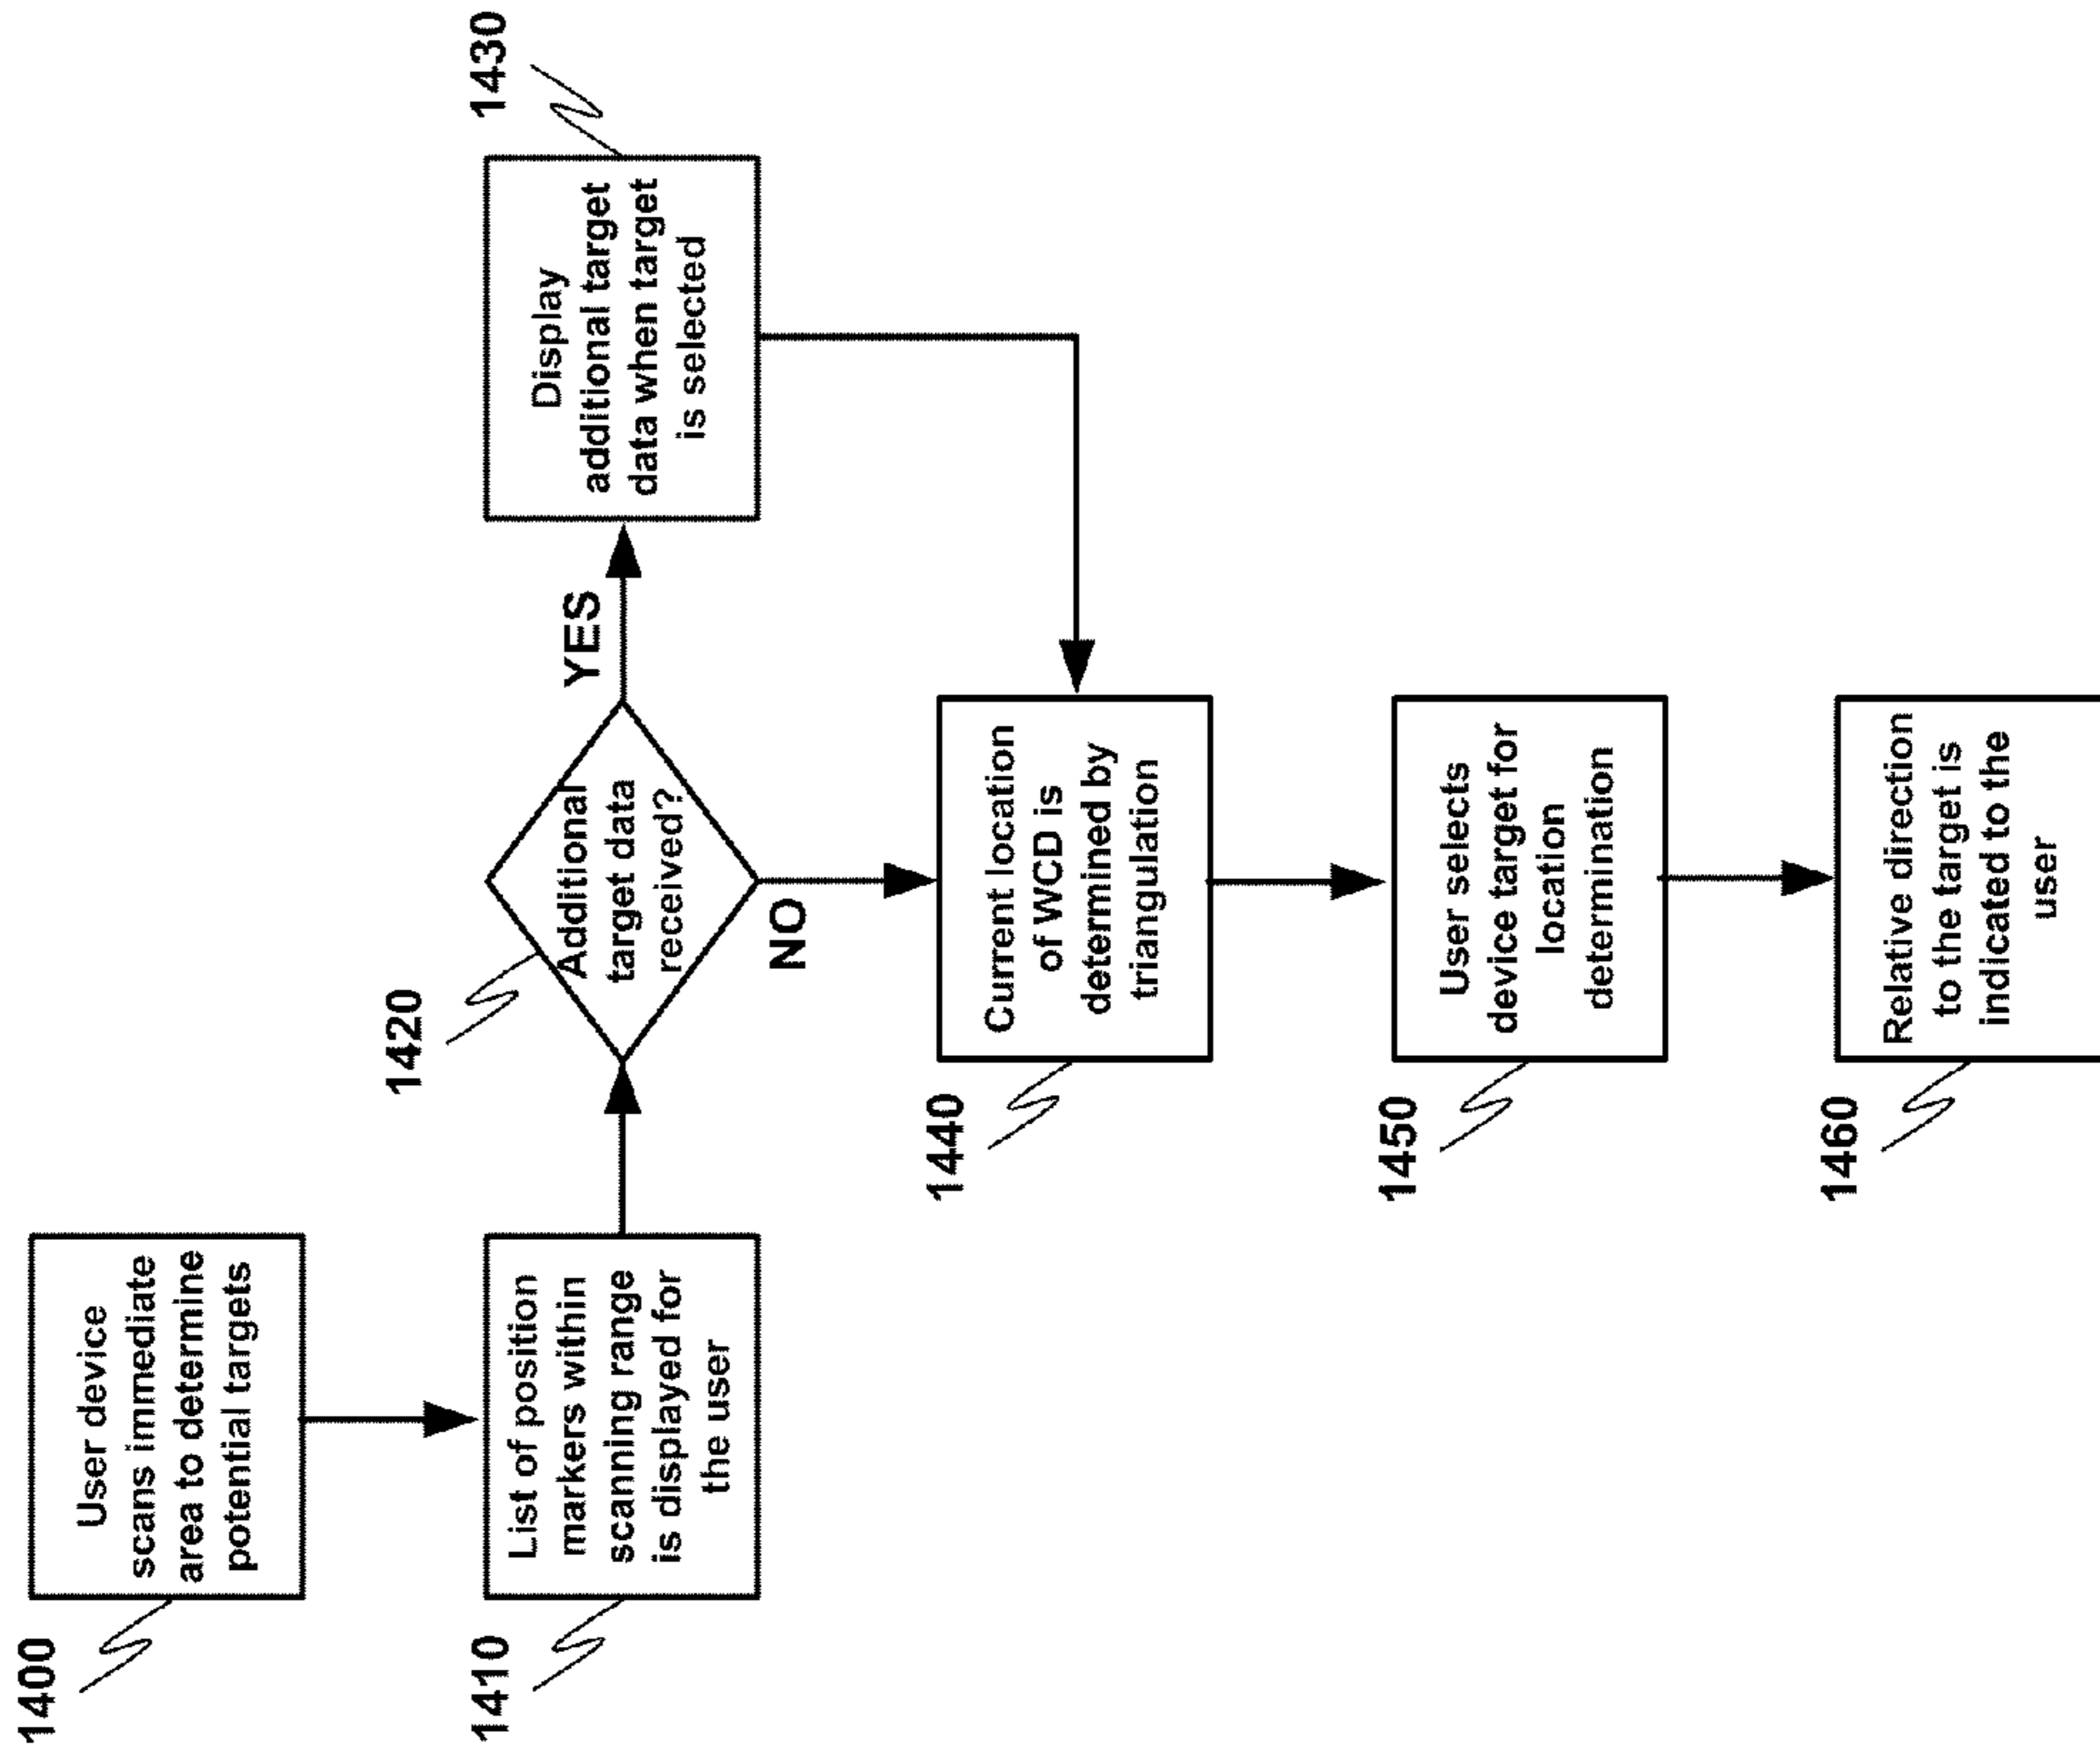 1400
User device
scans immediate
area to determine
potential targets
1410
List of position
markers within
scanning range
is displayed for
the user
1420
Additional
target data
received?
YES
NO
1430
Display
additional target
data when target
is selected
1440
Current location
of WCD is
determined by
triangulation
1450
User selects
device target for
location
determination
1460
Relative direction
to the target is
indicated to the
user